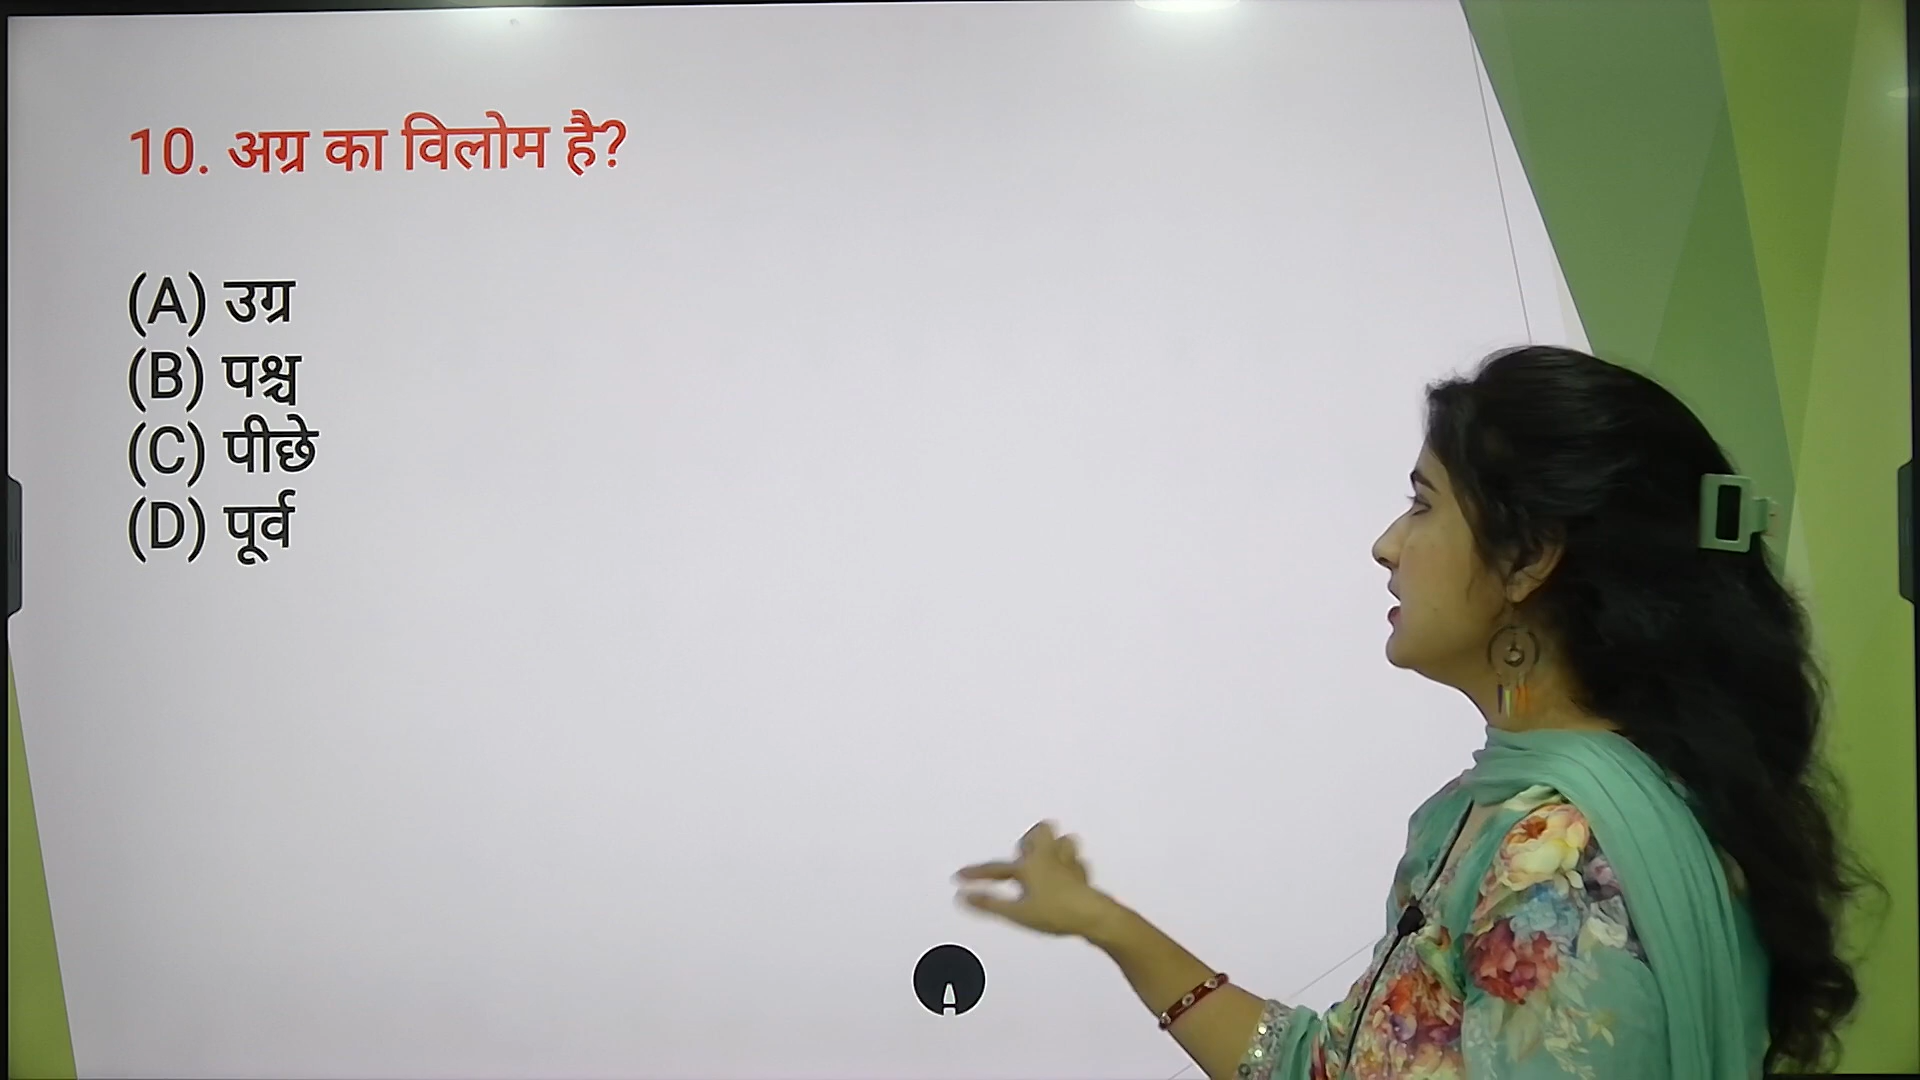 10. अग्र का विलोम है?
(A) उग्र
(B) पश्च
(C) पीछे
(D) पूर्व